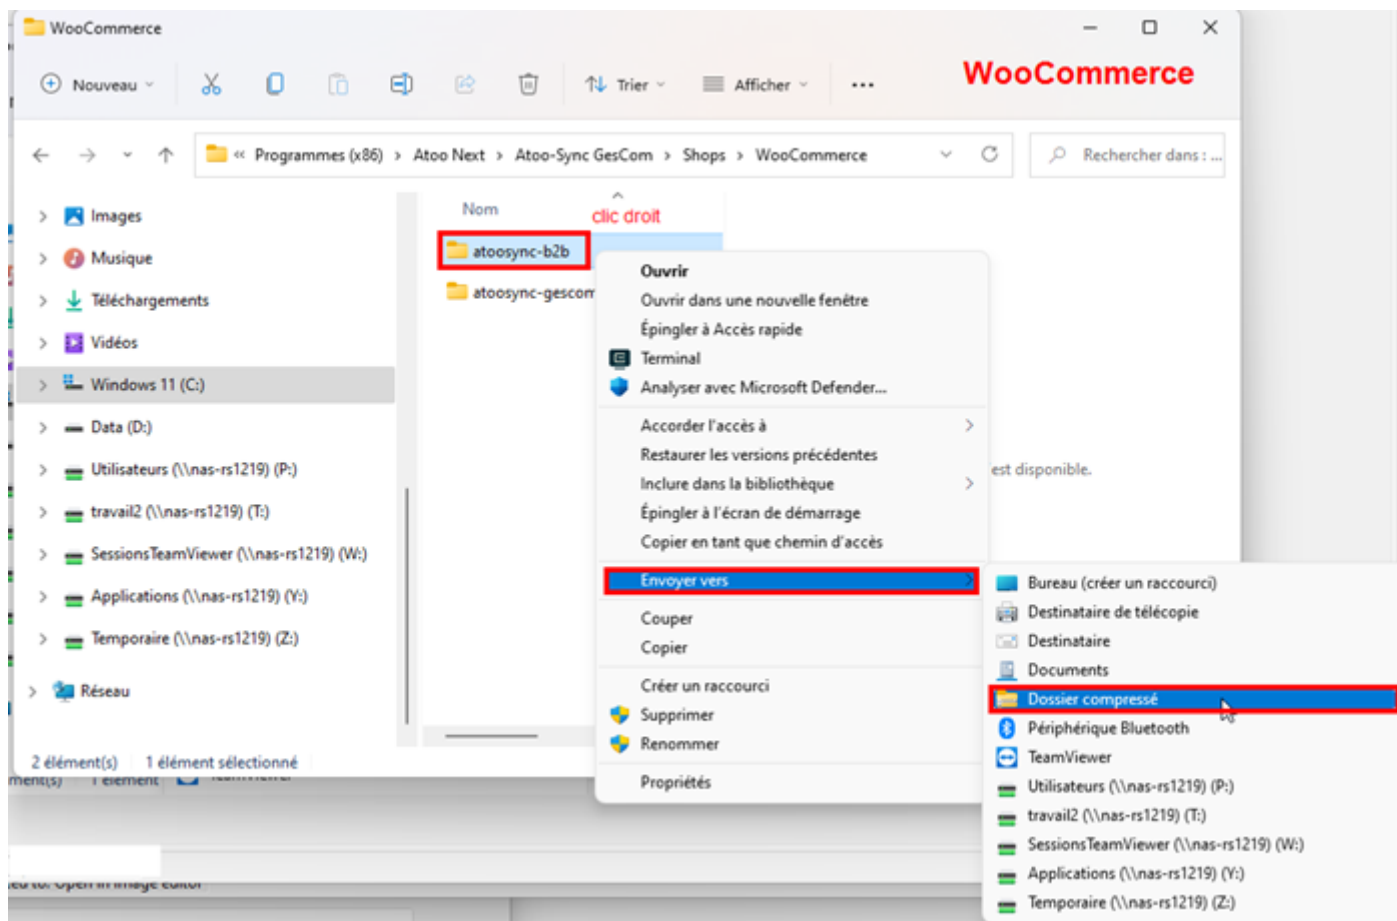 WooCommerce
Nouveau
Trier
Afficher
WooCommerce
« Programmes (x86) > Atoo Next > Atoo-Sync GesCom > Shops > WooCommerce
Rechercher dans : ...
Images
Musique
Téléchargements
Vidéos
Windows 11 (C:)
Data (D:)
Utilisateurs (\\nas-rs1219) (P:)
travail2 (\\nas-rs1219) (T:)
SessionsTeamViewer (\\nas-rs1219) (W:)
Applications (\\nas-rs1219) (Y:)
Temporaire (\\nas-rs1219) (Z:)
Réseau
2 élément(s)
1 élément sélectionné
Nom
clic droit
atoosync-b2b
atoosync-gescom
Ouvrir
Ouvrir dans une nouvelle fenêtre
Épingler à Accès rapide
Terminal
Analyser avec Microsoft Defender...
Accorder l'accès à
Restaurer les versions précédentes
Inclure dans la bibliothèque
Épingler à l'écran de démarrage
Copier en tant que chemin d'accès
Envoyer vers
Couper
Copier
Créer un raccourci
Supprimer
Renommer
Propriétés
est disponible.
Bureau (créer un raccourci)
Destinataire de télécopie
Destinataire
Documents
Dossier compressé
Périphérique Bluetooth
TeamViewer
Utilisateurs (\\nas-rs1219) (P:)
travail2 (\\nas-rs1219) (T:)
SessionsTeamViewer (\\nas-rs1219) (W:)
Applications (\\nas-rs1219) (Y:)
Temporaire (\\nas-rs1219) (Z:)
to: Open in image editor